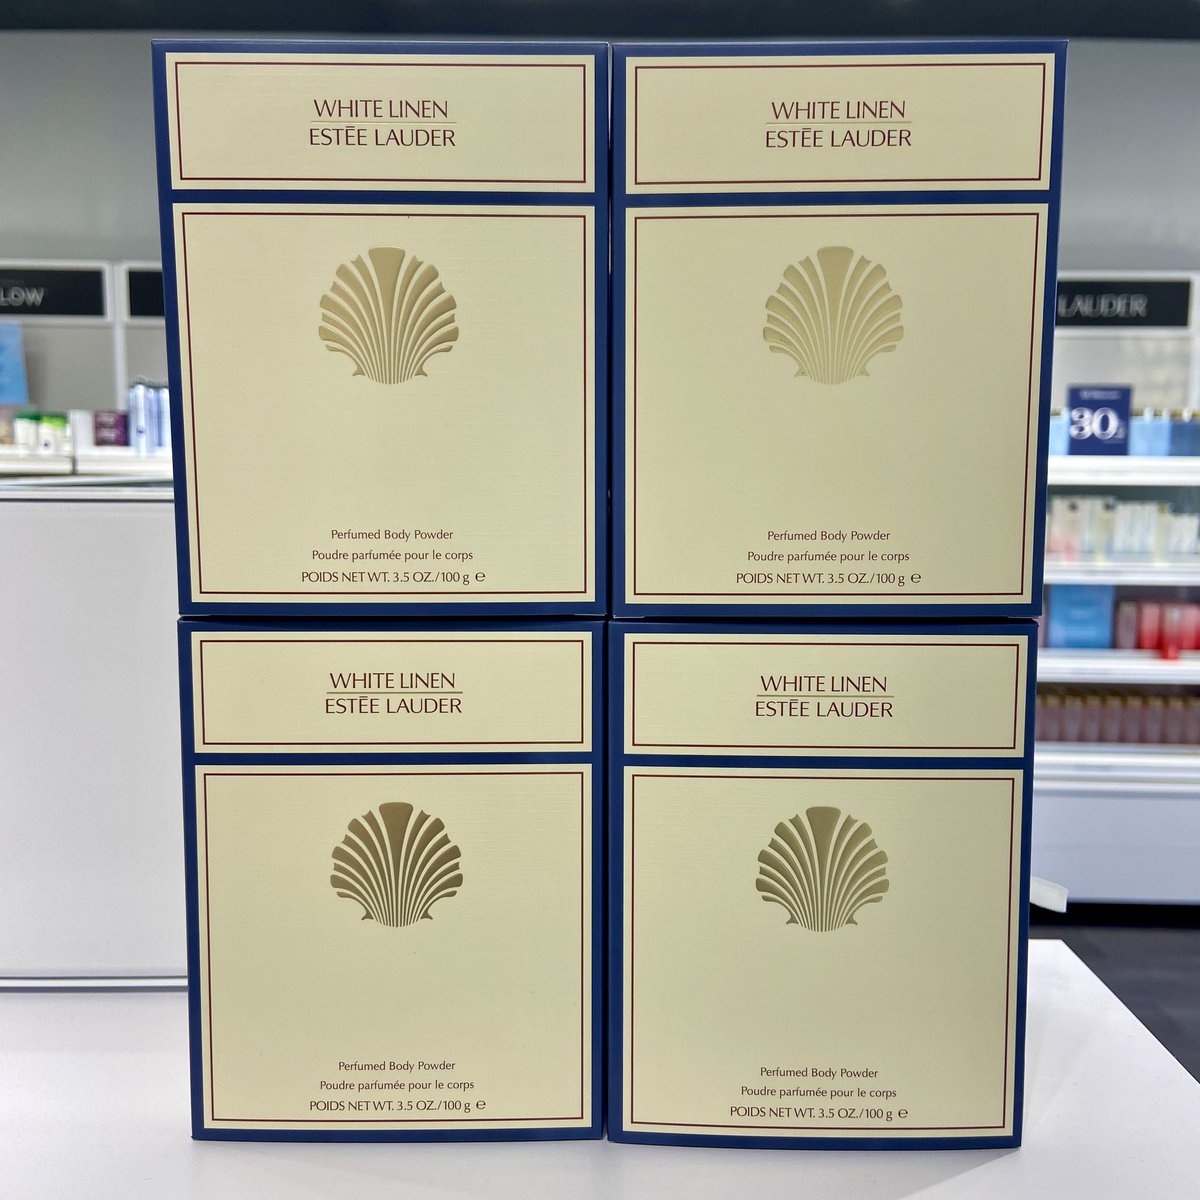 WHITE LINEN
ESTĒE LAUDER
Perfumed Body Powder
Poudre parfumée pour le corps
POIDS NET WT. 3.5 OZ./100 g ℮
WHITE LINEN
ESTĒE LAUDER
Perfumed Body Powder
Poudre parfumée pour le corps
POIDS NET WT. 3.5 OZ./100 g ℮
LOW
LAUDER
30
WHITE LINEN
ESTĒE LAUDER
Perfumed Body Powder
Poudre parfumée pour le corps
POIDS NET WT. 3.5 OZ./100 g ℮
WHITE LINEN
ESTĒE LAUDER
Perfumed Body Powder
Poudre parfumée pour le corps
POIDS NET WT. 3.5 OZ./100 g ℮